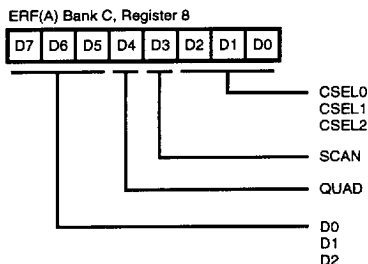 ERF(A) Bank C, Register 8
D7 D6 D5 D4 D3 D2 D1 D0
CSEL0
CSEL1
CSEL2
SCAN
QUAD
D0
D1
D2